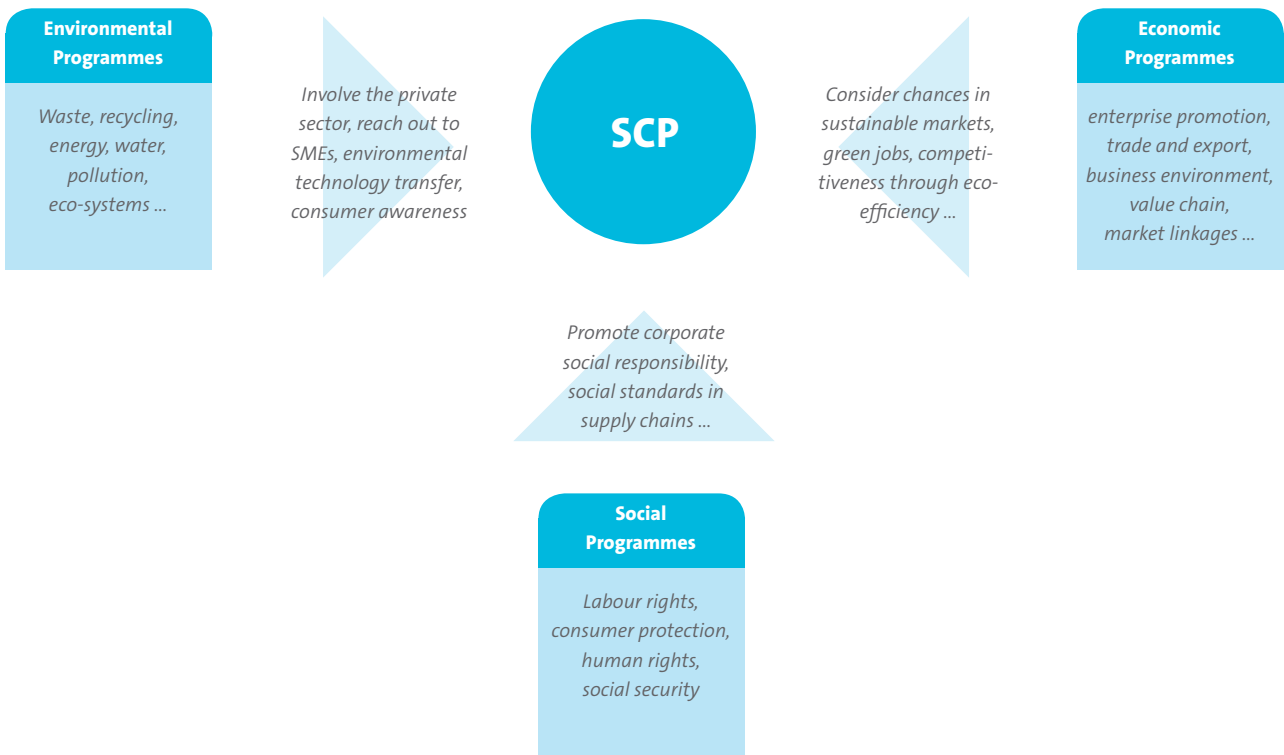 Environmental
Programmes
Waste, recycling,
energy, water,
pollution,
eco-systems ...
Involve the private
sector, reach out to
SMEs, environmental
technology transfer,
consumer awareness
SCP
Consider chances in
sustainable markets,
green jobs, competi-
tiveness through eco-
efficiency ...
Economic
Programmes
enterprise promotion,
trade and export,
business environment,
value chain,
market linkages ...
Promote corporate
social responsibility,
social standards in
supply chains ...
Social
Programmes
Labour rights,
consumer protection,
human rights,
social security